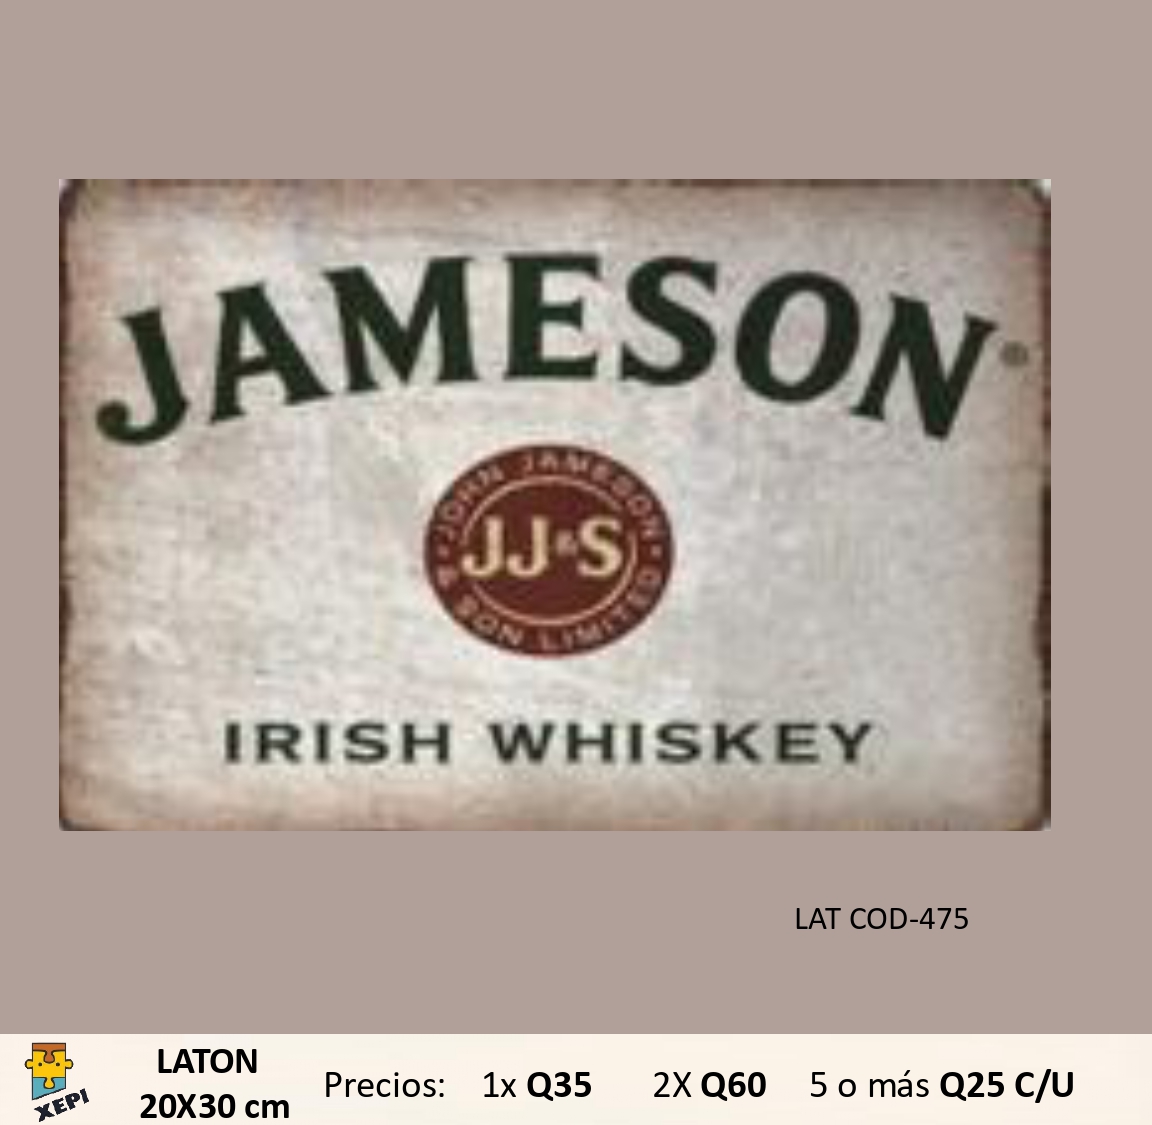 JAMESON®
JOHN JAMESON
JJ&S
& SON LIMITED
IRISH WHISKEY
LAT COD-475
LATON
20X30 cm
Precios: 1x Q35 2X Q60 5 o más Q25 C/U
XEPI